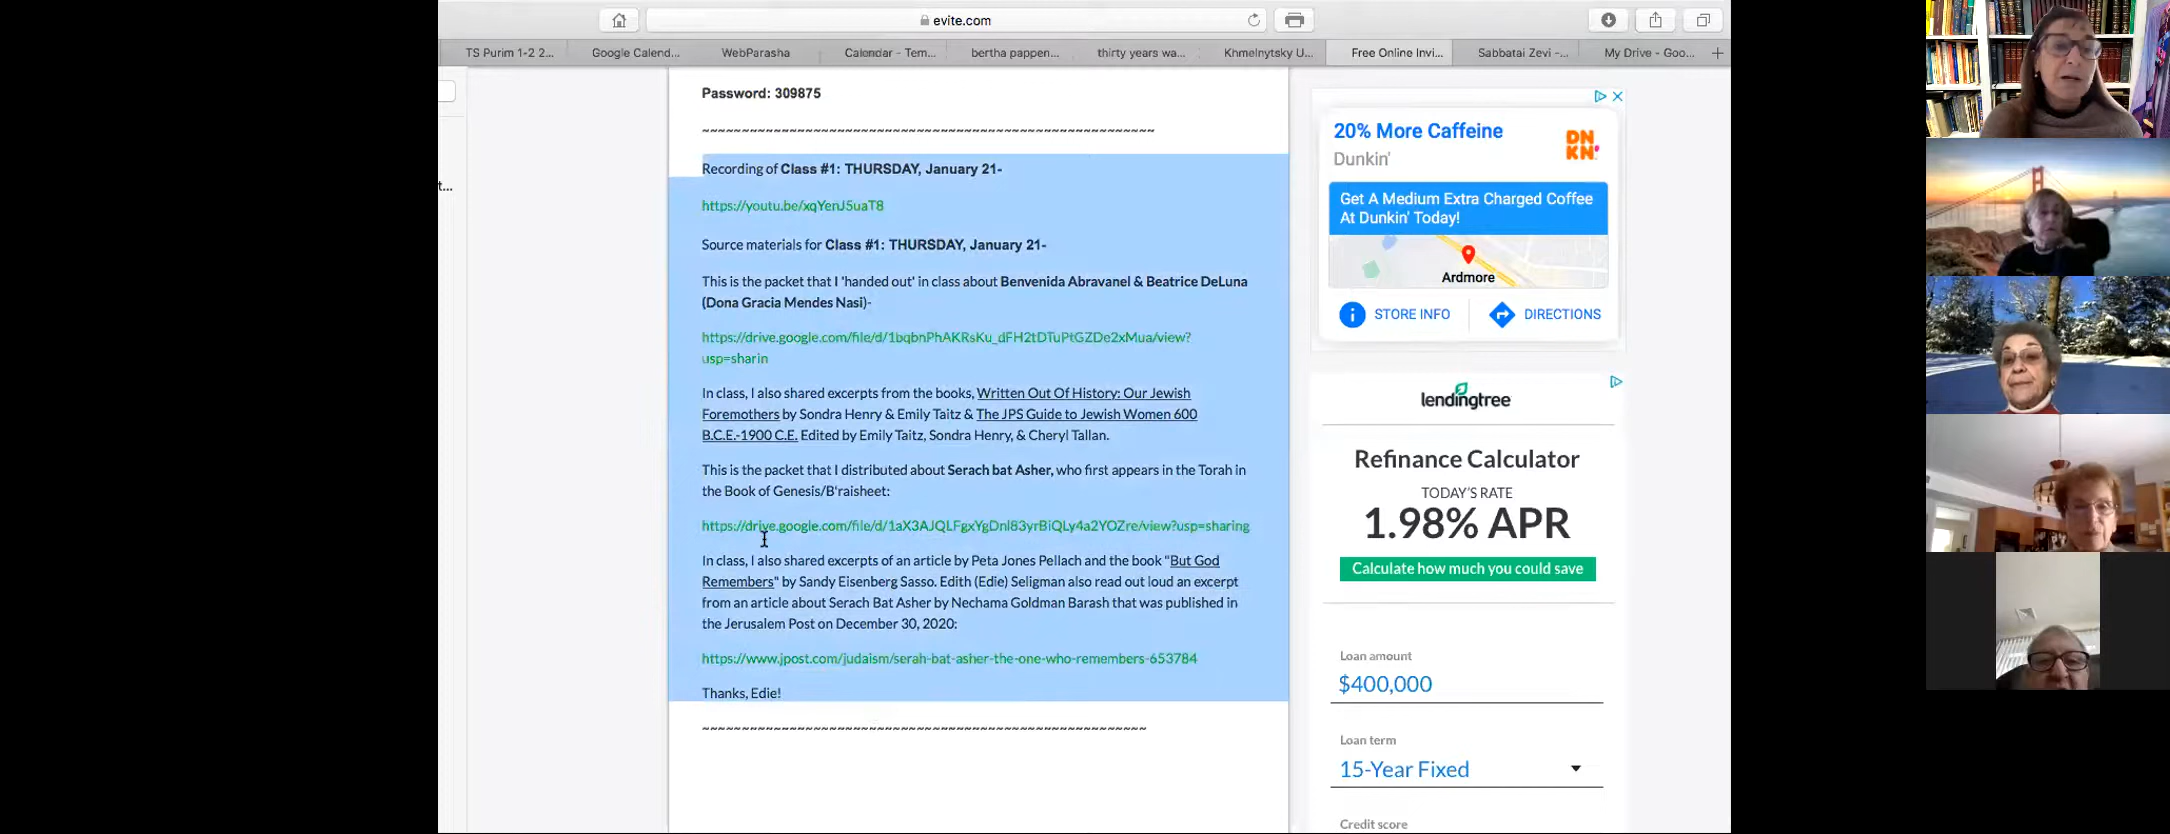 evite.com
TS Purim 1-2 2...
Google Calend...
WebParasha
Calendar - Tem...
bertha pappen...
thirty years wa...
Khmelnytsky U...
Free Online Invi...
Sabbatai Zevi -...
My Drive - Goo...
t...
Password: 309875
~~~~~~~~~~~~~~~~~~~~~~~~~~~~~~~~~~~~~~~~~~~~~~~~~~~~~~~~~
Recording of Class #1: THURSDAY, January 21-
https://youtu.be/xqYenJ5uaT8
Source materials for Class #1: THURSDAY, January 21-
This is the packet that I 'handed out' in class about Benvenida Abravanel & Beatrice DeLuna
(Dona Gracia Mendes Nasi)-
https://drive.google.com/file/d/1bqbnPhAKRsKu_dFH2tDTuPtGZDe2xMua/view?
usp=sharin
In class, I also shared excerpts from the books, Written Out Of History: Our Jewish
Foremothers by Sondra Henry & Emily Taitz & The JPS Guide to Jewish Women 600
B.C.E.-1900 C.E. Edited by Emily Taitz, Sondra Henry, & Cheryl Tallan.
This is the packet that I distributed about Serach bat Asher, who first appears in the Torah in
the Book of Genesis/B'raisheet:
https://drive.google.com/file/d/1aX3AJQLFgxYgDnl83yrBiQLy4a2YOZre/view?usp=sharing
In class, I also shared excerpts of an article by Peta Jones Pellach and the book "But God
Remembers" by Sandy Eisenberg Sasso. Edith (Edie) Seligman also read out loud an excerpt
from an article about Serach Bat Asher by Nechama Goldman Barash that was published in
the Jerusalem Post on December 30, 2020:
https://www.jpost.com/judaism/serah-bat-asher-the-one-who-remembers-653784
Thanks, Edie!
~~~~~~~~~~~~~~~~~~~~~~~~~~~~~~~~~~~~~~~~~~~~~~~~~~~~~~~~
20% More Caffeine
Dunkin'
DN
KN'
Get A Medium Extra Charged Coffee
At Dunkin' Today!
Ardmore
STORE INFO
DIRECTIONS
lendingtree
Refinance Calculator
TODAY'S RATE
1.98% APR
Calculate how much you could save
Loan amount
$400,000
Loan term
15-Year Fixed
Credit score